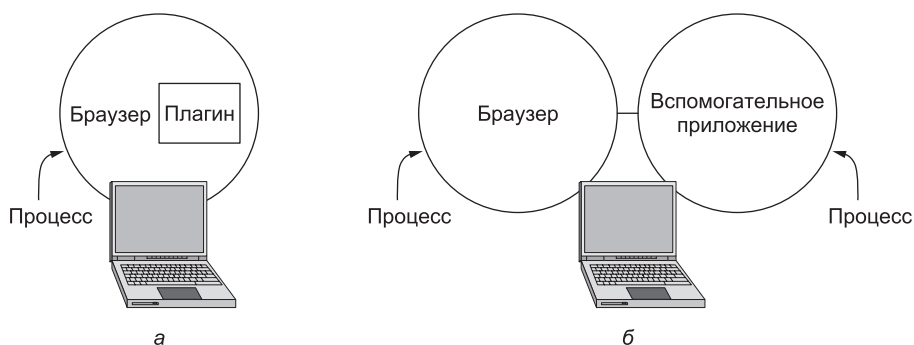 Браузер
Плагин
Процесс
а
Браузер
Вспомогательное
приложение
Процесс
Процесс
б